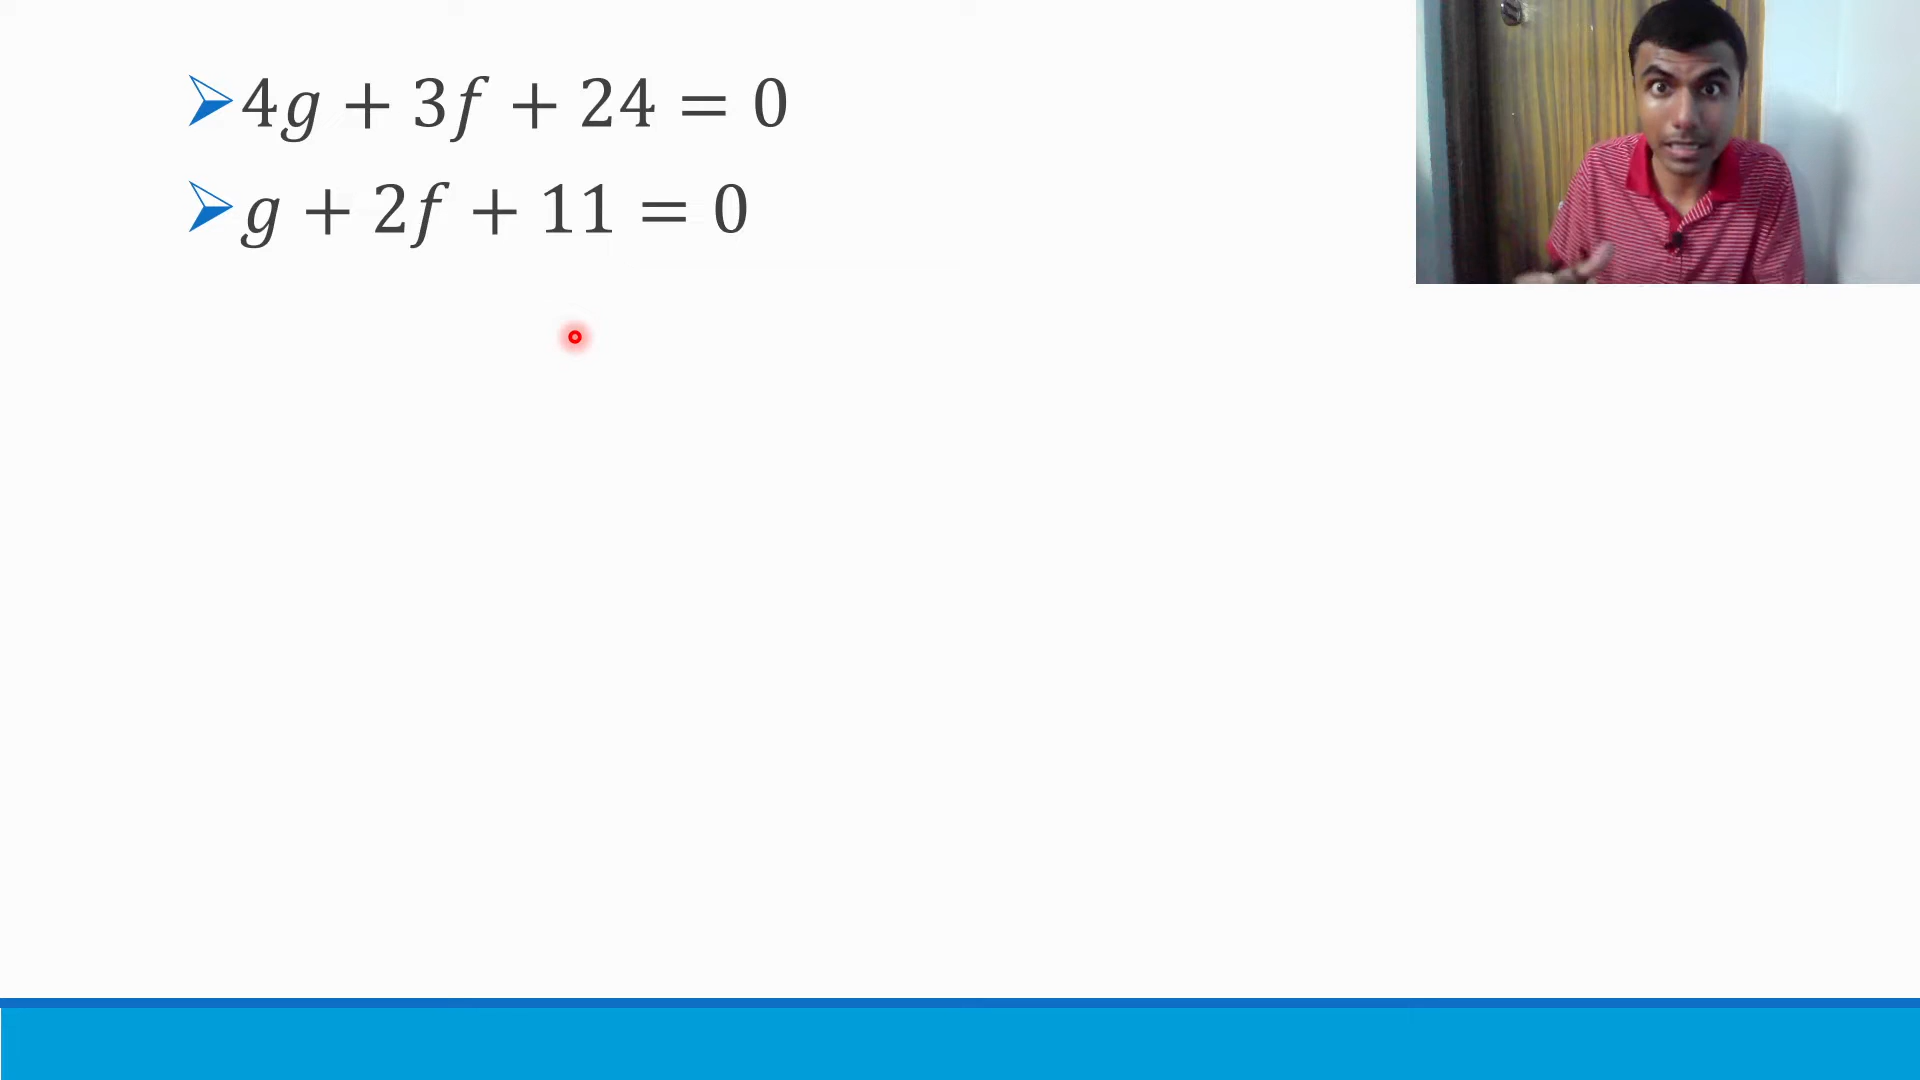 4g + 3f + 24 = 0
g + 2f + 11 = 0